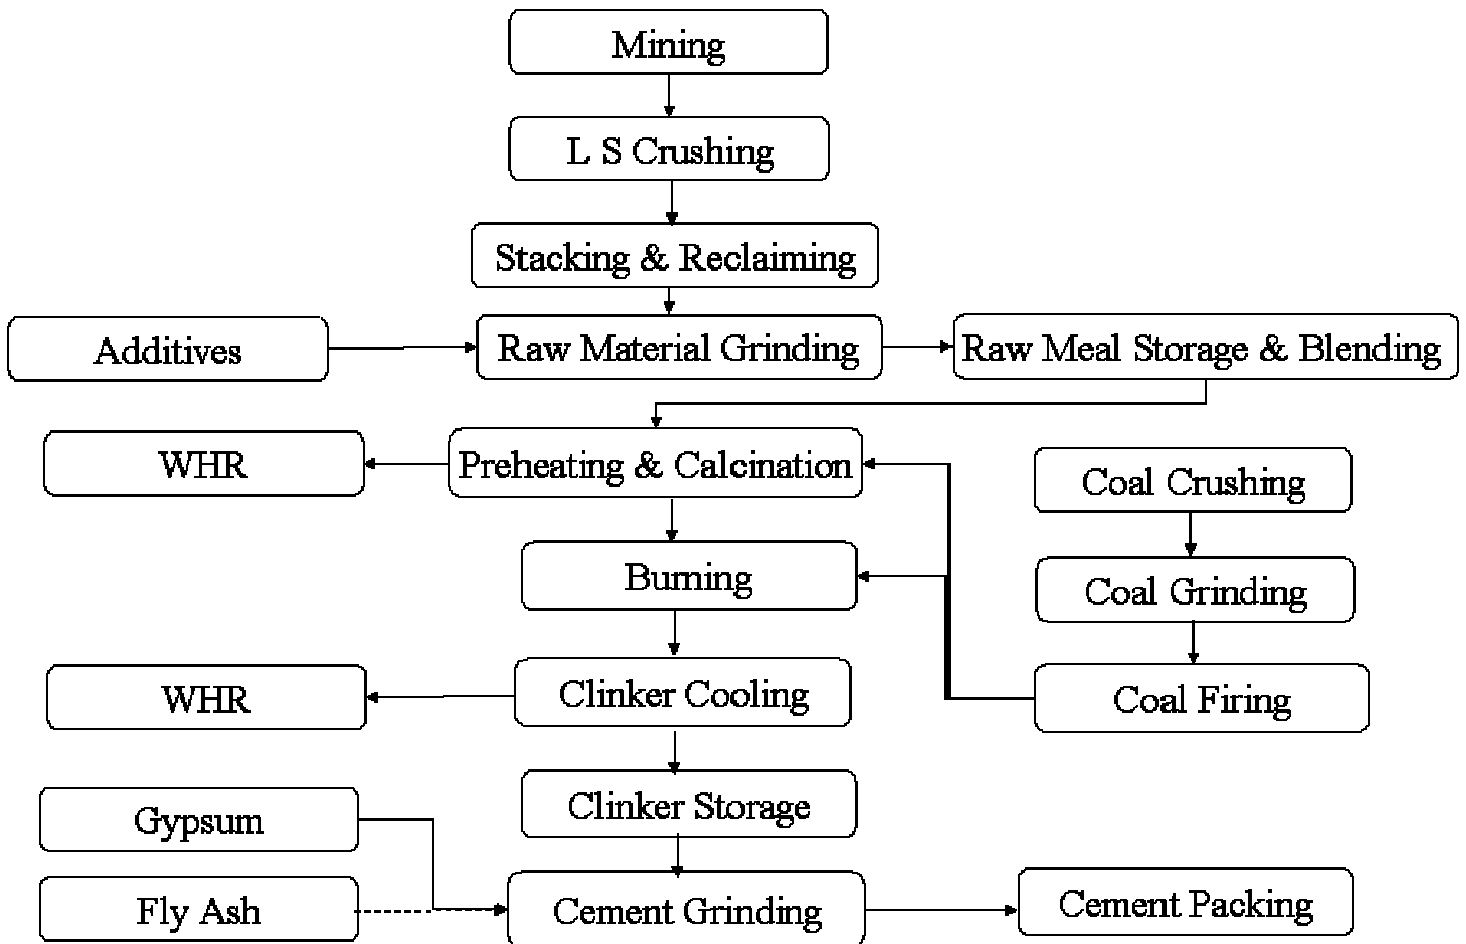 Mining
L S Crushing
Stacking & Reclaiming
Additives
Raw Material Grinding
Raw Meal Storage & Blending
WHR
Preheating & Calcination
Coal Crushing
Burning
Coal Grinding
WHR
Clinker Cooling
Coal Firing
Gypsum
Clinker Storage
Fly Ash
Cement Grinding
Cement Packing